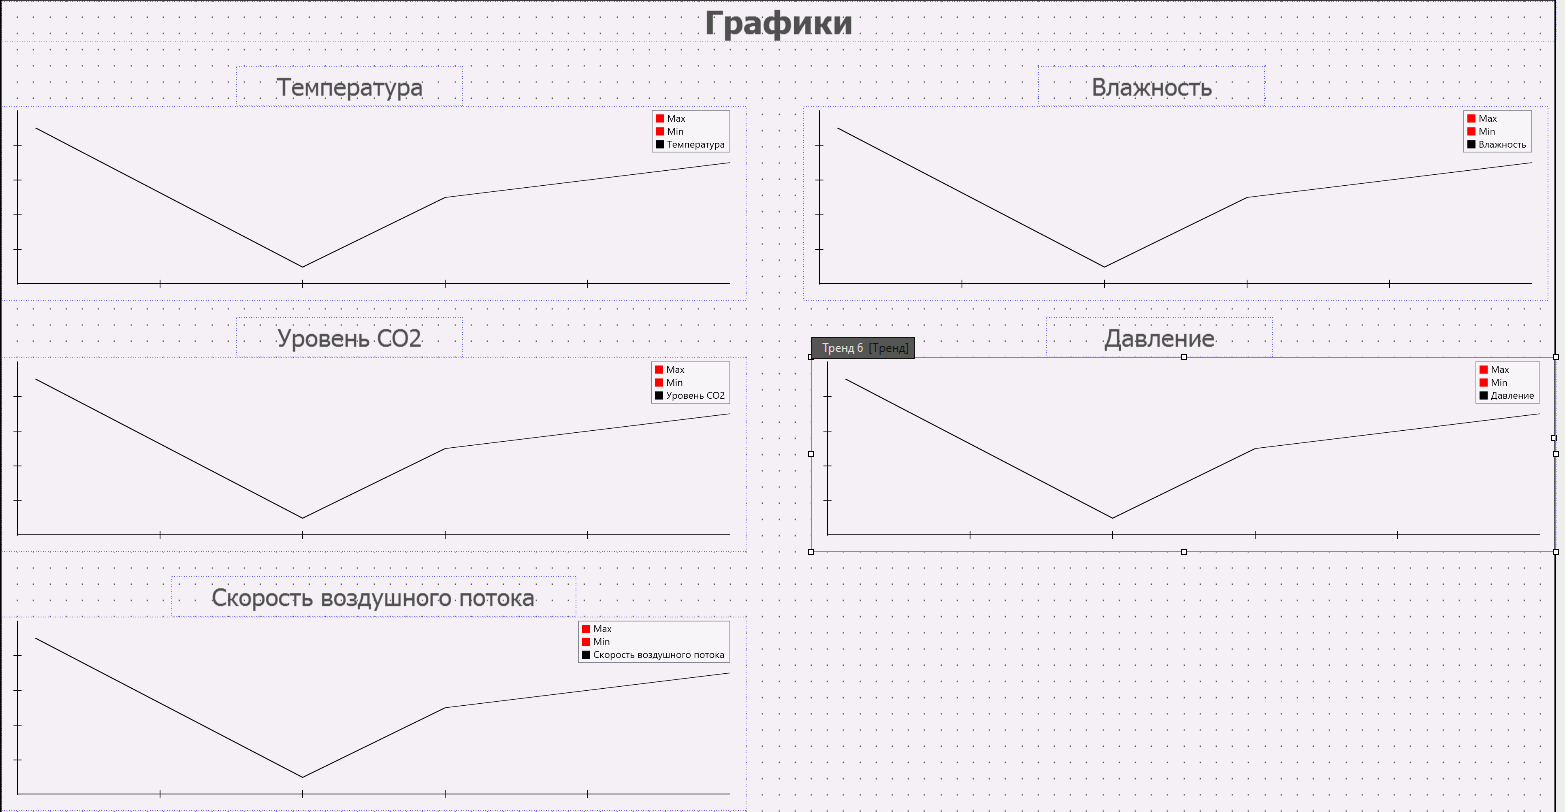 Графики
Температура
Max
Min
Температура
Влажность
Max
Min
Влажность
Уровень CO2
Max
Min
Уровень CO2
Давление
Тренд 6 [Тренд]
Max
Min
Давление
Скорость воздушного потока
Max
Min
Скорость воздушного потока